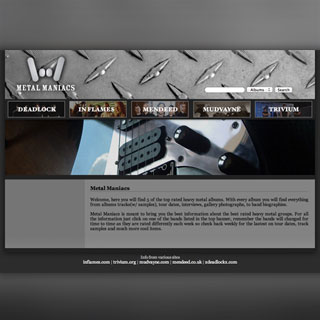 METAL MANIACS
Albums
Search
DEADLOCK
INFLAMES
MENDEED
MUDVAYNE
TRIVIUM
Metal Maniacs
Welcome, here you will find 5 of the top rated heavy metal albums. With every album you will find everything
from albums tracks(w/ samples), tour dates, interviews, gallery photographs, to band biographies.
Metal Maniacs is meant to bring you the best information about the best rated heavy metal groups. For all
the information just click on one of the bands listed in the top banner, remember the bands will changed for
time to time as they are rated differently each week so check back weekly for the lastest on tour dates, track
samples and much more cool items.
Info from various sites
inflames.com | trivium.org | mudvayne.com | mendeed.co.uk |